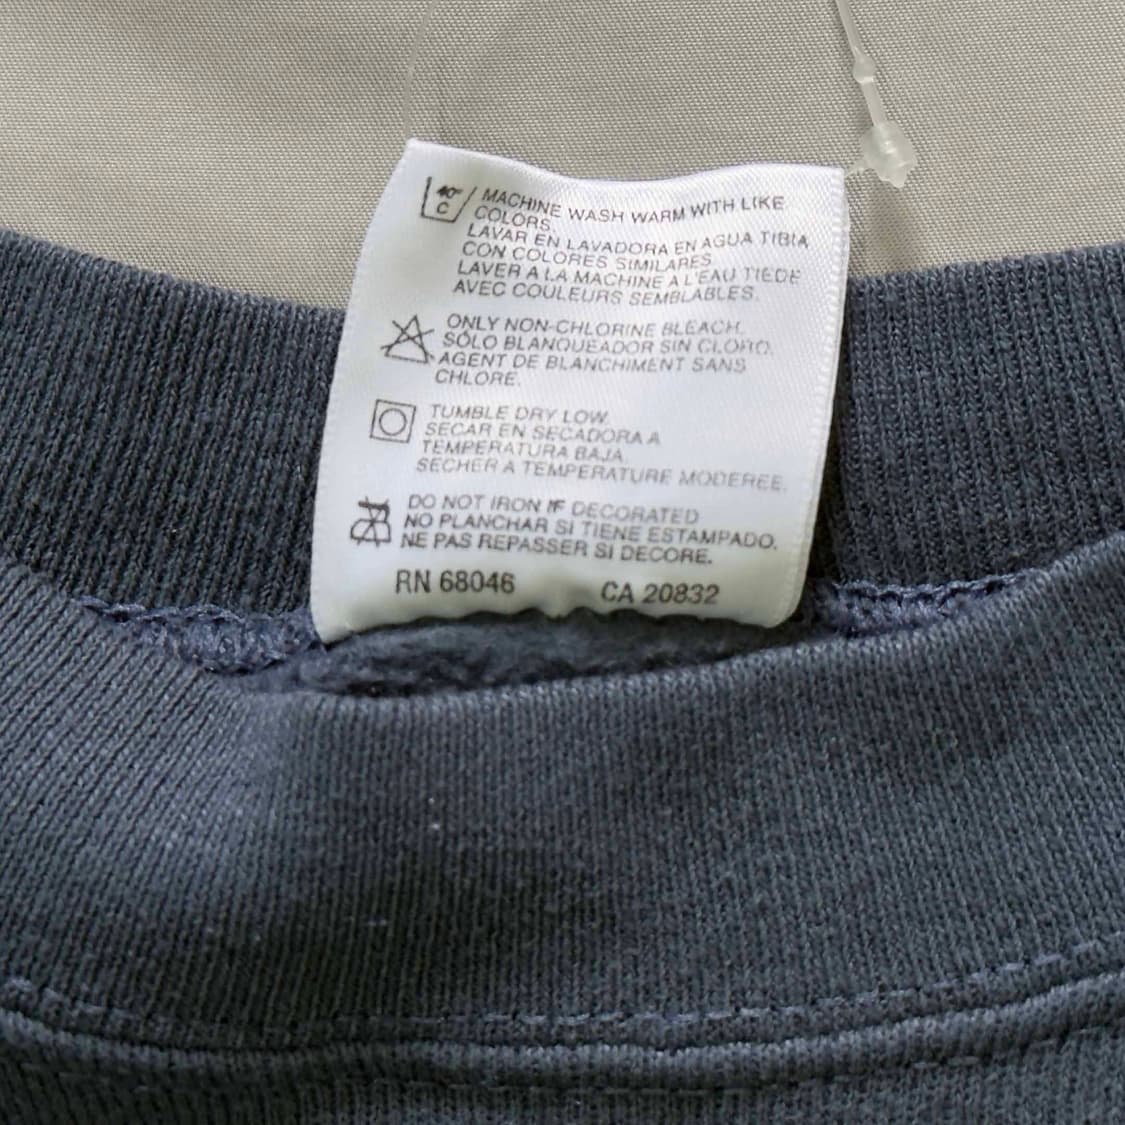 40° C MACHINE WASH WARM WITH LIKE
COLORS.
LAVAR EN LAVADORA EN AGUA TIBIA
CON COLORES SIMILARES
LAVER A LA MACHINE A L'EAU TIEDE
AVEC COULEURS SEMBLABLES.
ONLY NON-CHLORINE BLEACH.
SÓLO BLANQUEADOR SIN CLORO.
AGENT DE BLANCHIMENT SANS
CHLORE.
TUMBLE DRY LOW.
SECAR EN SECADORA A
TEMPERATURA BAJA.
SECHER A TEMPERATURE MODEREE.
DO NOT IRON IF DECORATED
NO PLANCHAR SI TIENE ESTAMPADO.
NE PAS REPASSER SI DECORE.
RN 68046 CA 20832